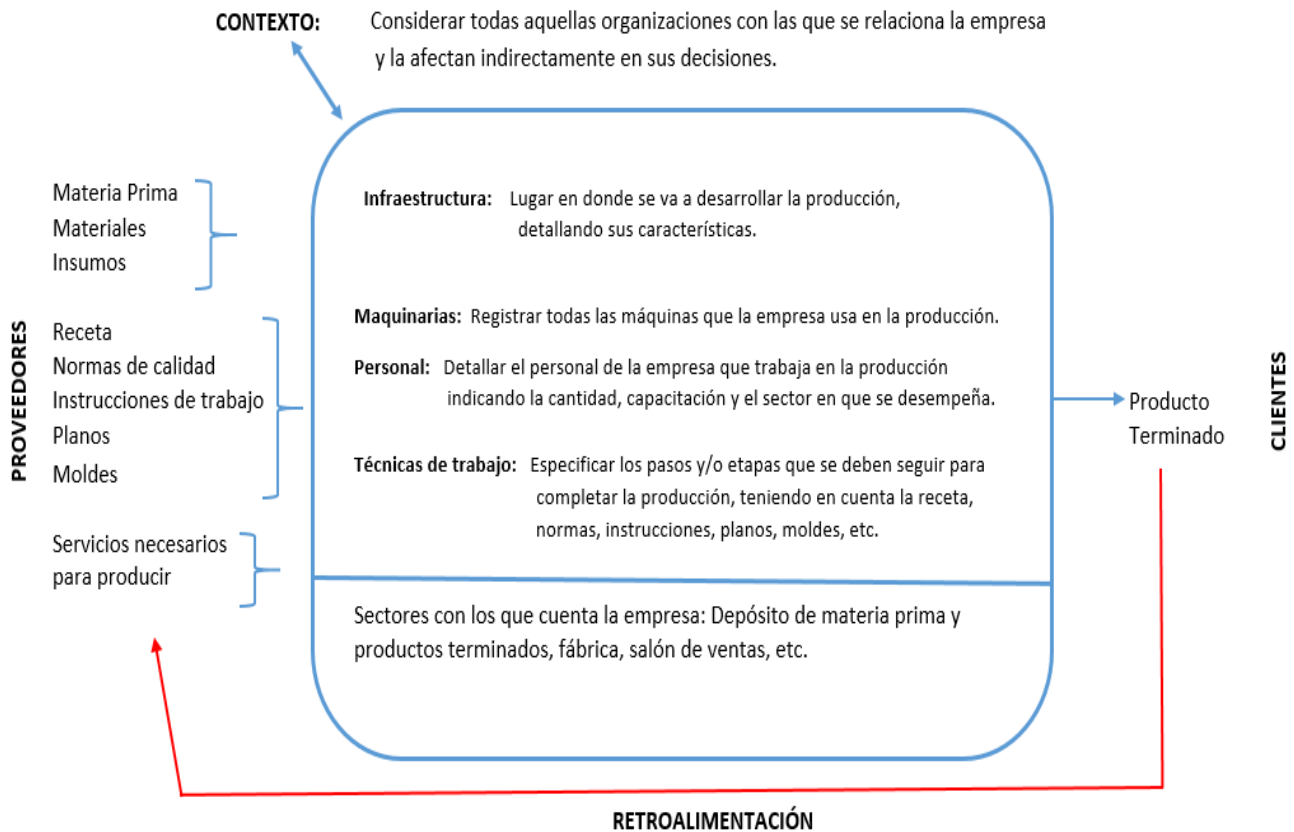 CONTEXTO: Considerar todas aquellas organizaciones con las que se relaciona la empresa
y la afectan indirectamente en sus decisiones.
PROVEEDORES
Materia Prima
Materiales
Insumos
Receta
Normas de calidad
Instrucciones de trabajo
Planos
Moldes
Servicios necesarios
para producir
Infraestructura: Lugar en donde se va a desarrollar la producción,
detallando sus características.
Maquinarias: Registrar todas las máquinas que la empresa usa en la producción.
Personal: Detallar el personal de la empresa que trabaja en la producción
indicando la cantidad, capacitación y el sector en que se desempeña.
Técnicas de trabajo: Especificar los pasos y/o etapas que se deben seguir para
completar la producción, teniendo en cuenta la receta,
normas, instrucciones, planos, moldes, etc.
Sectores con los que cuenta la empresa: Depósito de materia prima y
productos terminados, fábrica, salón de ventas, etc.
Producto
Terminado
CLIENTES
RETROALIMENTACIÓN